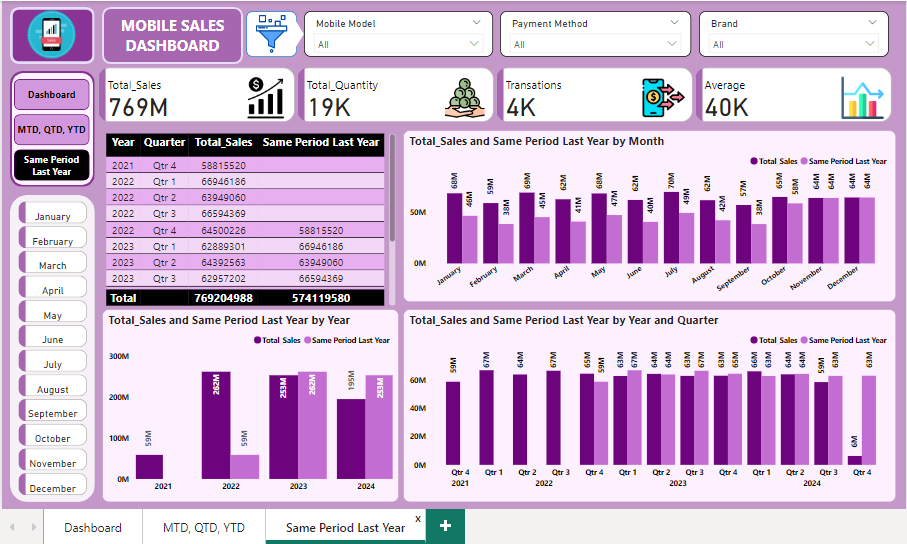 Sales
MOBILE SALES
DASHBOARD
Mobile Model
All
Payment Method
All
Brand
All
Dashboard
MTD, QTD, YTD
Same Period
Last Year
Total_Sales
769M
Total_Quantity
19K
Transations
4K
Average
40K
January
February
March
April
May
June
July
August
September
October
November
December
Year Quarter Total_Sales Same Period Last Year
2021 Qtr 4 58815520
2022 Qtr 1 66946186
2022 Qtr 2 63949060
2022 Qtr 3 66594369
2022 Qtr 4 64500226 58815520
2023 Qtr 1 62889301 66946186
2023 Qtr 2 64392563 63949060
2023 Qtr 3 62957202 66594369
Total 769204988 574119580
Total_Sales and Same Period Last Year by Month
Total_Sales Same Period Last Year
68M 46M 59M 38M 69M 45M 62M 41M 68M 47M 62M 40M 70M 49M 62M 42M 57M 38M 65M 58M 64M 64M 64M 64M
50M
0M
January February March April May June July August September October November December
Total_Sales and Same Period Last Year by Year
Total_Sales Same Period Last Year
300M
200M
100M
0M
59M 262M 59M 253M 262M 195M 253M
2021 2022 2023 2024
Total_Sales and Same Period Last Year by Year and Quarter
Total_Sales Same Period Last Year
59M 67M 64M 67M 65M 59M 63M 67M 64M 64M 63M 67M 63M 65M 66M 63M 64M 64M 59M 63M 6M 63M
60M
40M
20M
0M
Qtr 4 Qtr 1 Qtr 2 Qtr 3 Qtr 4 Qtr 1 Qtr 2 Qtr 3 Qtr 4 Qtr 1 Qtr 2 Qtr 3 Qtr 4
2021 2022 2023 2024
Dashboard
MTD, QTD, YTD
Same Period Last Year
x
+